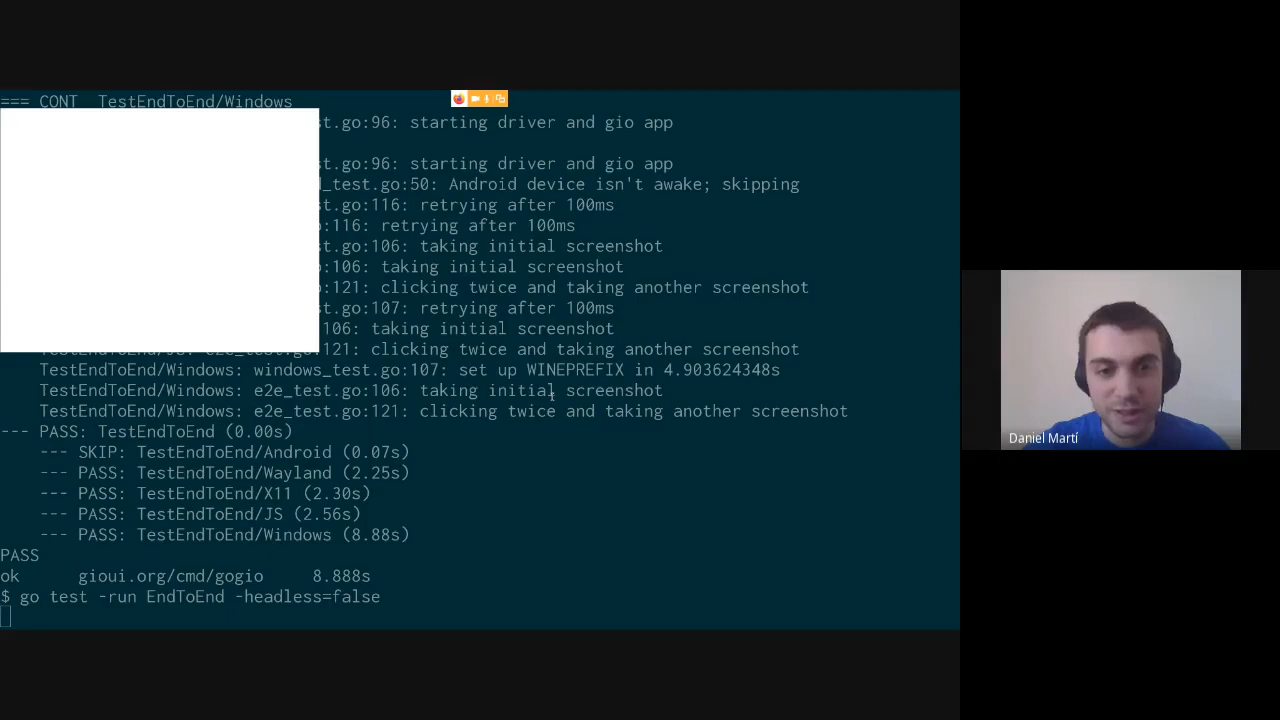 === CONT  TestEndToEnd/Windows
st.go:96: starting driver and gio app
st.go:96: starting driver and gio app
_test.go:50: Android device isn't awake; skipping
st.go:116: retrying after 100ms
:116: retrying after 100ms
st.go:106: taking initial screenshot
:106: taking initial screenshot
:121: clicking twice and taking another screenshot
st.go:107: retrying after 100ms
106: taking initial screenshot
TestEndToEnd/JS: e2e_test.go:121: clicking twice and taking another screenshot
TestEndToEnd/Windows: windows_test.go:107: set up WINEPREFIX in 4.903624348s
TestEndToEnd/Windows: e2e_test.go:106: taking initial screenshot
TestEndToEnd/Windows: e2e_test.go:121: clicking twice and taking another screenshot
--- PASS: TestEndToEnd (0.00s)
--- SKIP: TestEndToEnd/Android (0.07s)
--- PASS: TestEndToEnd/Wayland (2.25s)
--- PASS: TestEndToEnd/X11 (2.30s)
--- PASS: TestEndToEnd/JS (2.56s)
--- PASS: TestEndToEnd/Windows (8.88s)
PASS
ok      gioui.org/cmd/gogio     8.888s
$ go test -run EndToEnd -headless=false
Daniel Martí